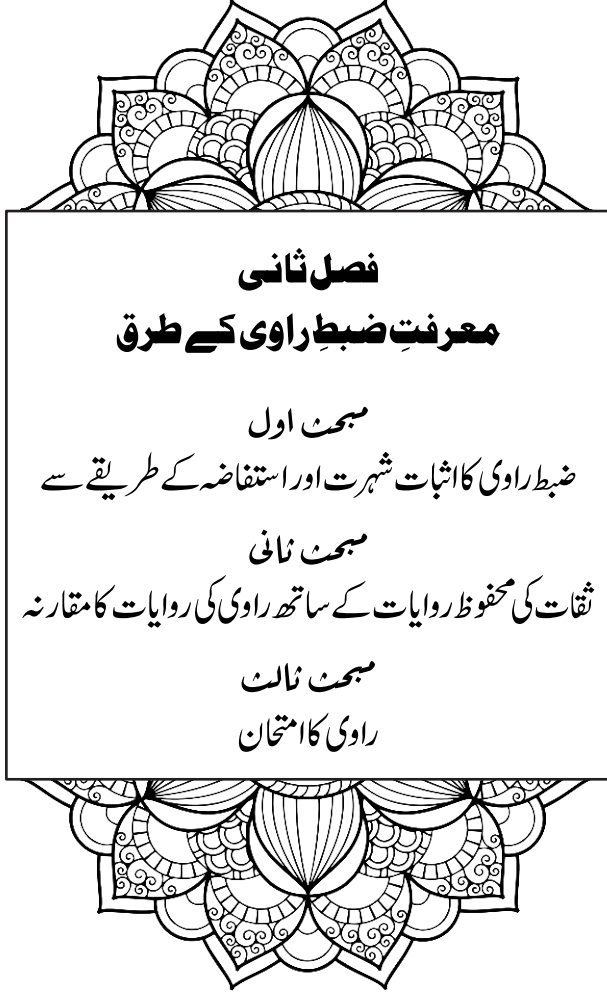 فصل ثانی
معرفتِ ضبطِ راوی کے طرق
مبحث اول
ضبط راوی کا اثبات شہرت اور استفاضہ کے طریقے سے
مبحث ثانی
ثقات کی محفوظ روایات کے ساتھ راوی کی روایات کا مقارنہ
مبحث ثالث
راوی کا امتحان